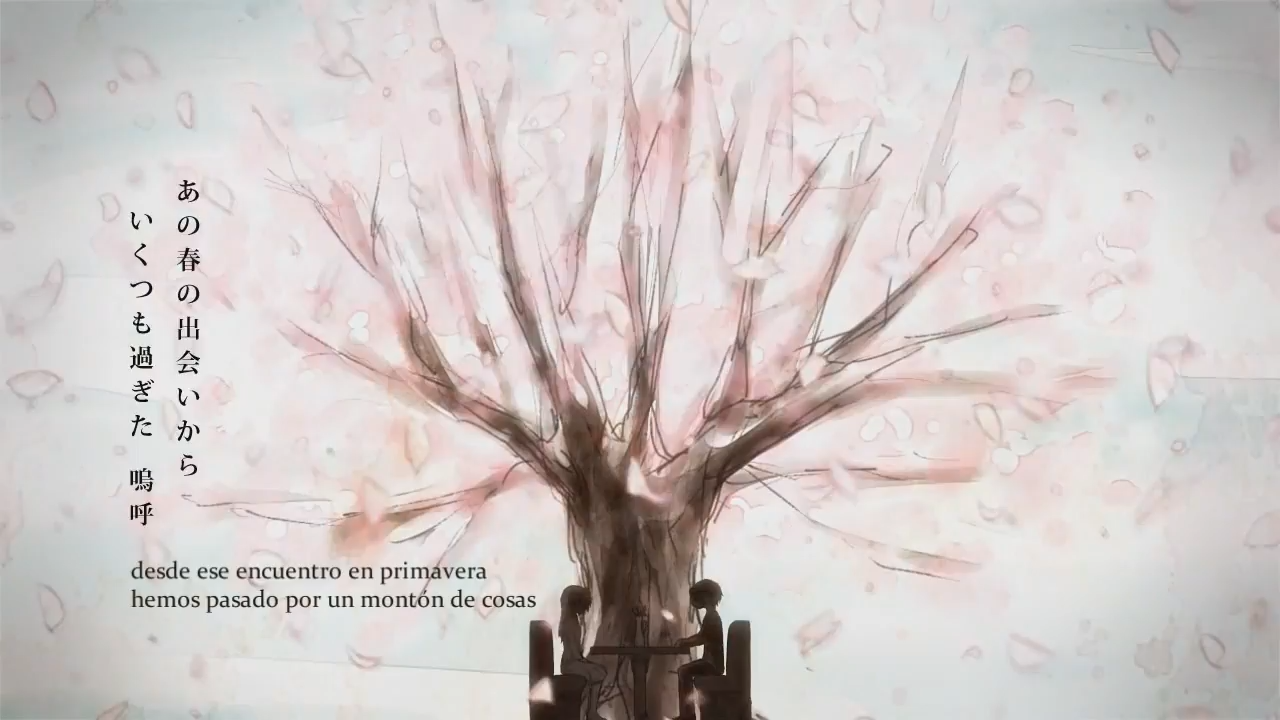 あの春の出会いから
いくつも過ぎた 嗚呼
desde ese encuentro en primavera
hemos pasado por un montón de cosas